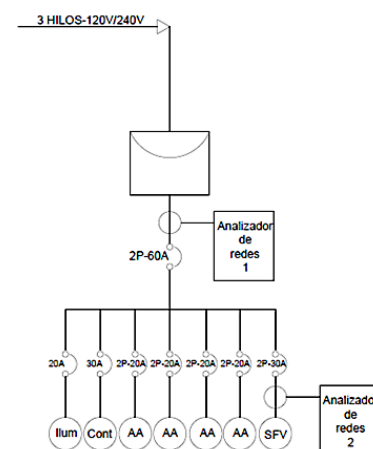 3 HILOS-120V/240V
Analizador
de
redes
1
2P-60A
20A 30A 2P-20A 2P-20A 2P-20A 2P-20A 2P-30A
Analizador
de
redes
2
Ilum Cont AA AA AA AA SFV